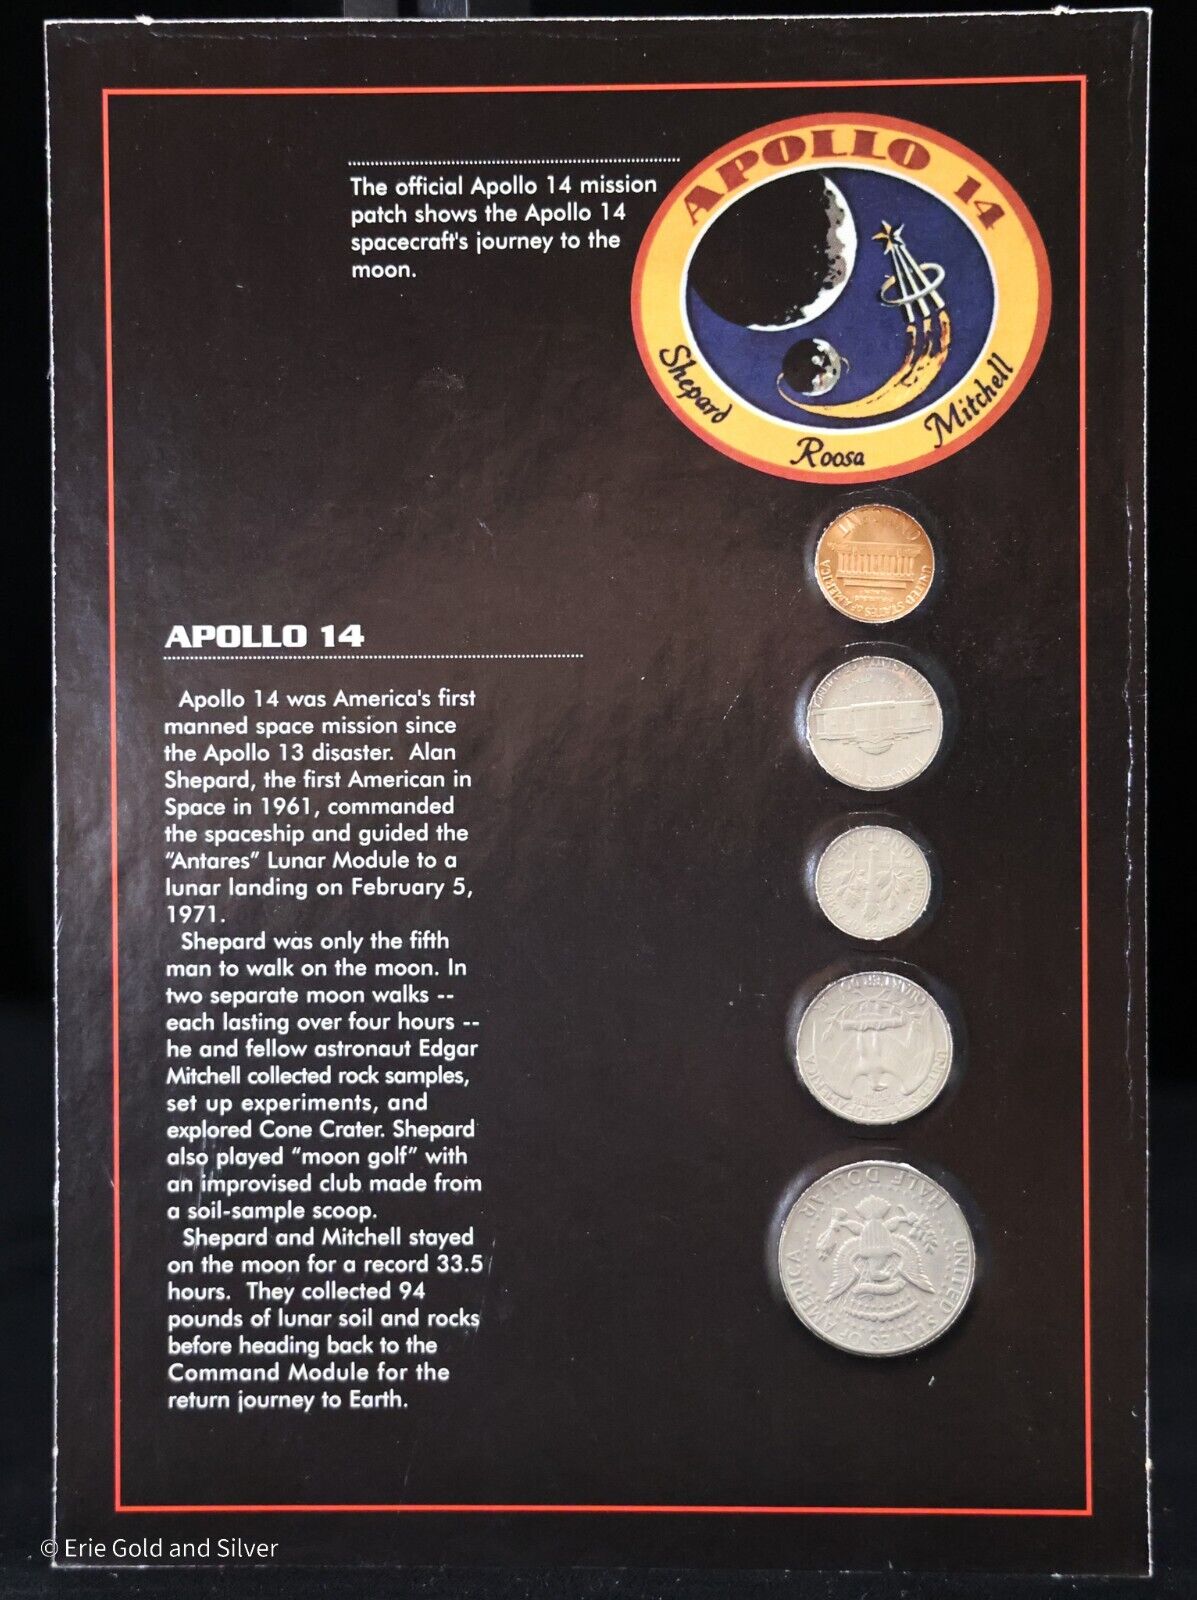 The official Apollo 14 mission
patch shows the Apollo 14
spacecraft's journey to the
moon.
APOLLO 14
Shepard
Roosa
Mitchell
APOLLO 14
Apollo 14 was America's first
manned space mission since
the Apollo 13 disaster. Alan
Shepard, the first American in
Space in 1961, commanded
the spaceship and guided the
"Antares" Lunar Module to a
lunar landing on February 5,
1971.
Shepard was only the fifth
man to walk on the moon. In
two separate moon walks --
each lasting over four hours --
he and fellow astronaut Edgar
Mitchell collected rock samples,
set up experiments, and
explored Cone Crater. Shepard
also played "moon golf" with
an improvised club made from
a soil-sample scoop.
Shepard and Mitchell stayed
on the moon for a record 33.5
hours. They collected 94
pounds of lunar soil and rocks
before heading back to the
Command Module for the
return journey to Earth.
ONE CENT
UNITED STATES OF AMERICA
UNITED STATES OF AMERICA
HALF DOLLAR
© Erie Gold and Silver